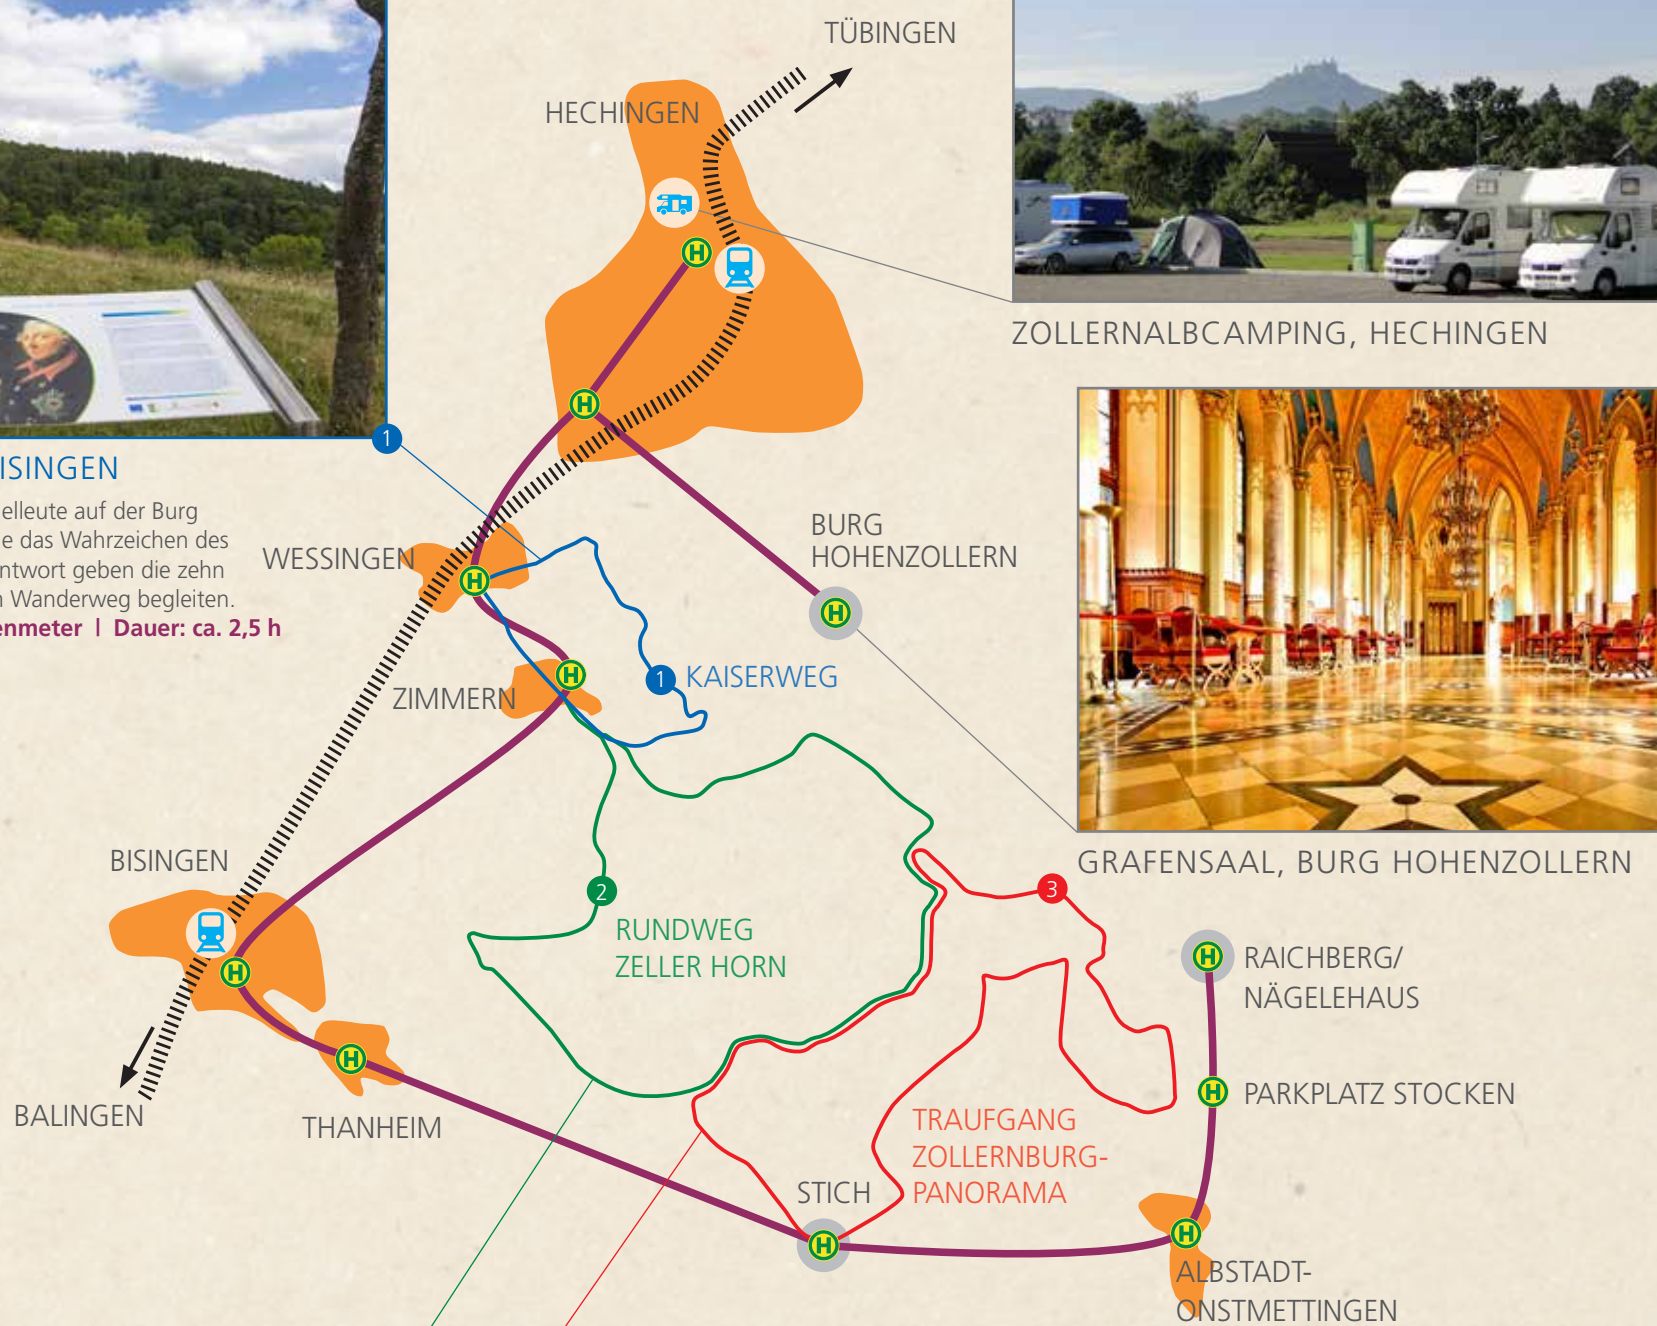 TÜBINGEN
HECHINGEN
H
H
ZOLLERNALBCAMPING, HECHINGEN
1
ISINGEN
elleute auf der Burg
e das Wahrzeichen des
ntwort geben die zehn
Wanderweg begleiten.
enmeter | Dauer: ca. 2,5 h
WESSINGEN
H
BURG
HOHENZOLLERN
H
ZIMMERN
H
1 KAISERWEG
GRAFENSAAL, BURG HOHENZOLLERN
BISINGEN
H
2
RUNDWEG
ZELLER HORN
3
H
RAICHBERG/
NÄGELEHAUS
H
THANHEIM
BALINGEN
H PARKPLATZ STOCKEN
TRAUFGANG
ZOLLERNBURG-
PANORAMA
STICH
H
H
ALBSTADT-
ONSTMETTINGEN